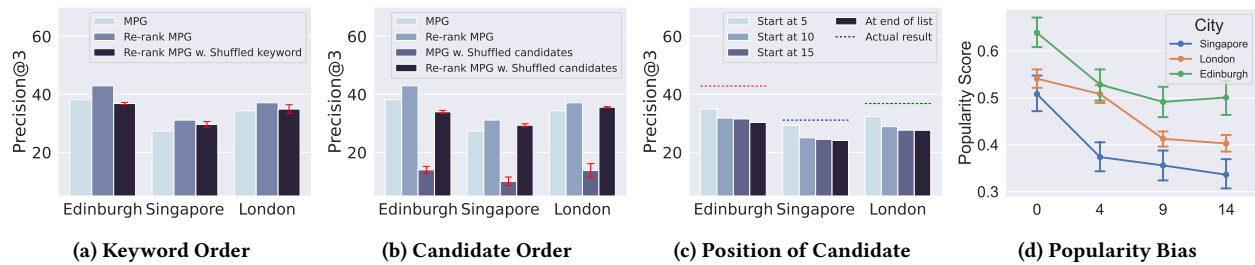 Precision@3
60
40
20
MPG
Re-rank MPG
Re-rank MPG w. Shuffled keyword
Edinburgh Singapore London
(a) Keyword Order
Precision@3
60
40
20
MPG
Re-rank MPG
MPG w. Shuffled candidates
Re-rank MPG w. Shuffled candidates
Edinburgh Singapore London
(b) Candidate Order
Precision@3
60
40
20
Start at 5
Start at 10
Start at 15
At end of list
Actual result
Edinburgh Singapore London
(c) Position of Candidate
Popularity Score
0.6
0.5
0.4
0.3
City
Singapore
London
Edinburgh
0 4 9 14
(d) Popularity Bias